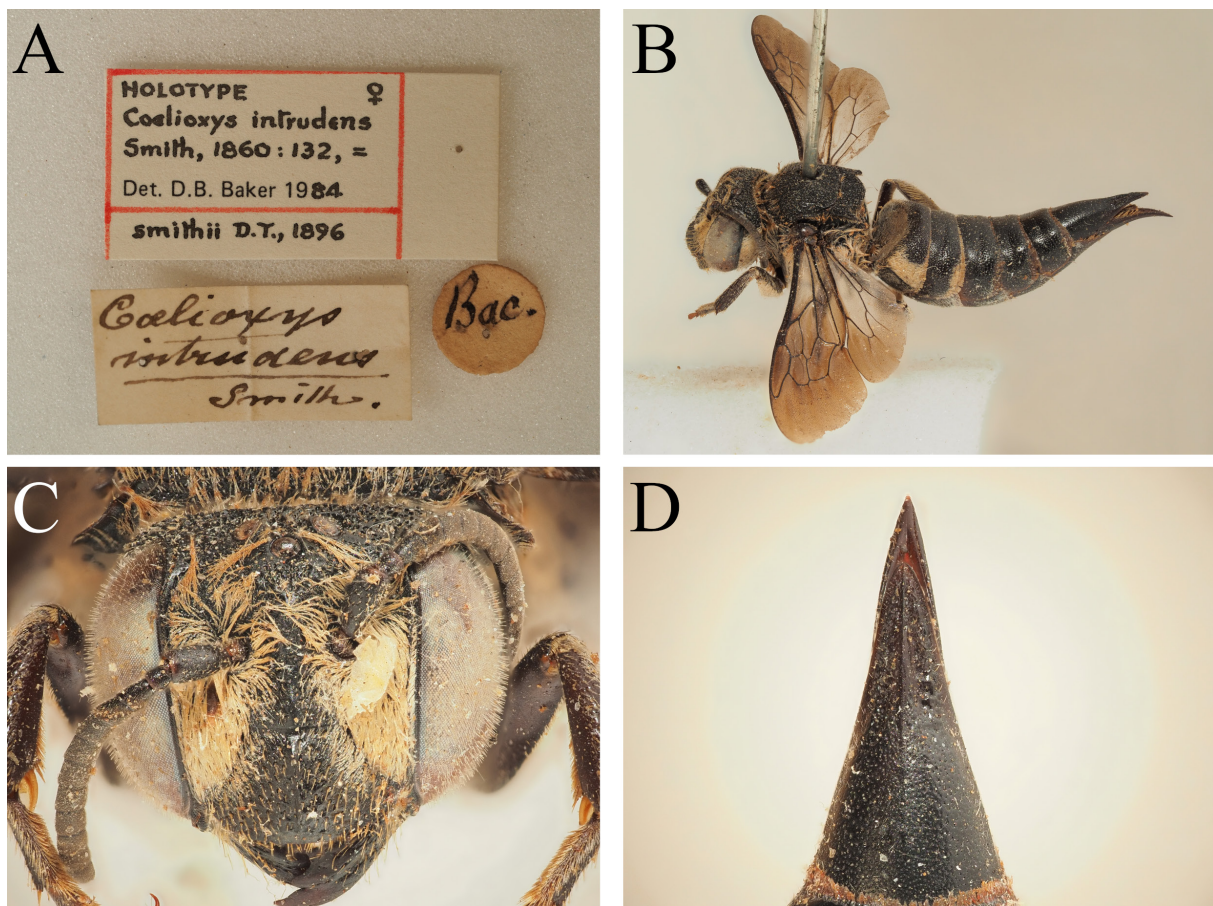 A
HOLOTYPE ♀
Coelioxys intrudens
Smith, 1860: 132, =
Det. D.B. Baker 1984
smithii D.T., 1896
Coelioxys
intrudens
Smith.
Bac.
B
C
D